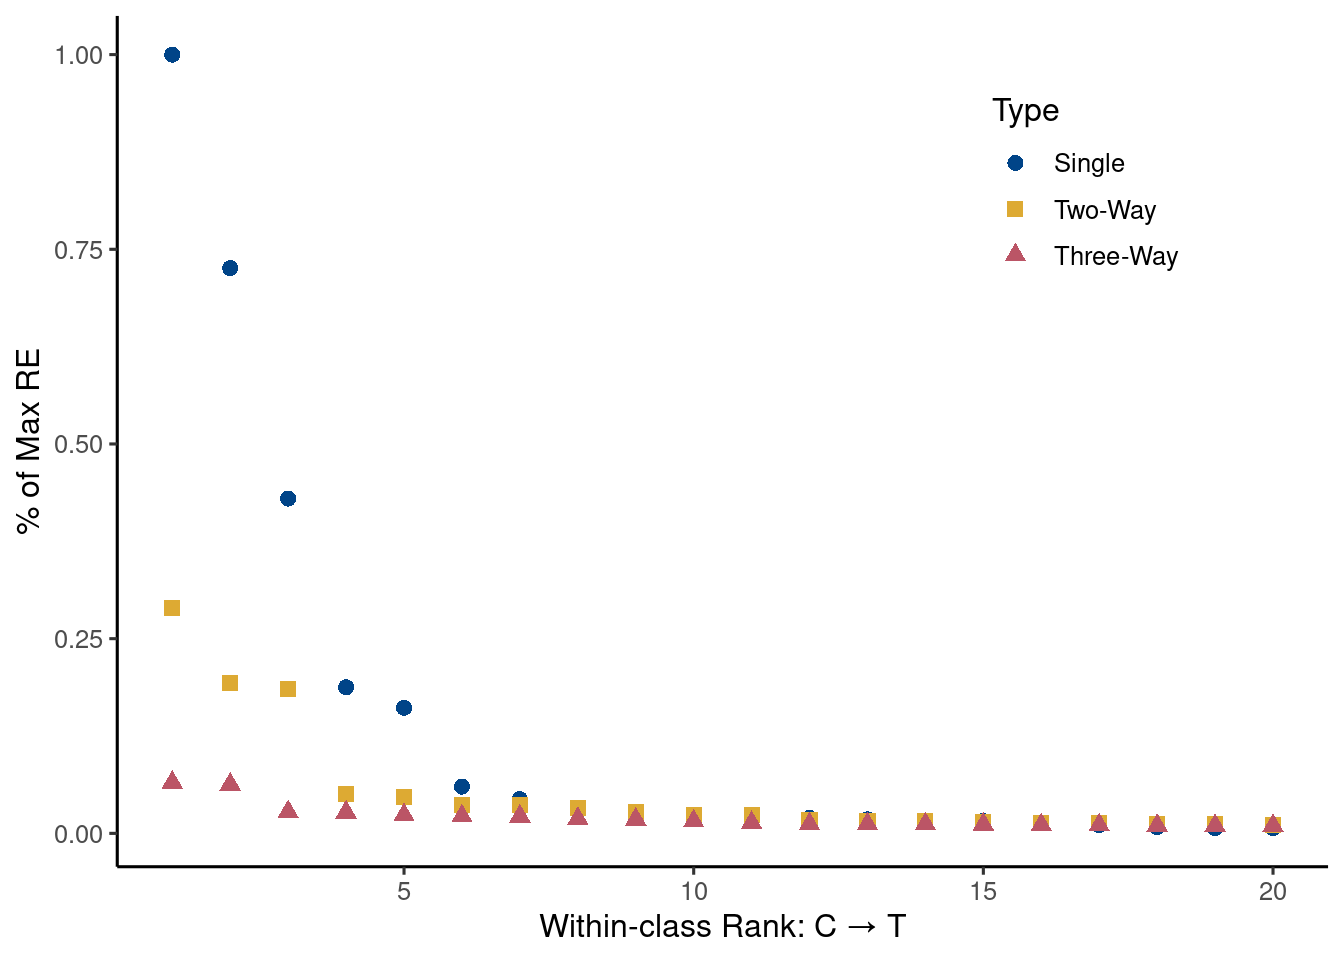 1.00
0.75
0.50
0.25
0.00
% of Max RE
Type
Single
Two-Way
Three-Way
5
10
15
20
Within-class Rank: C → T